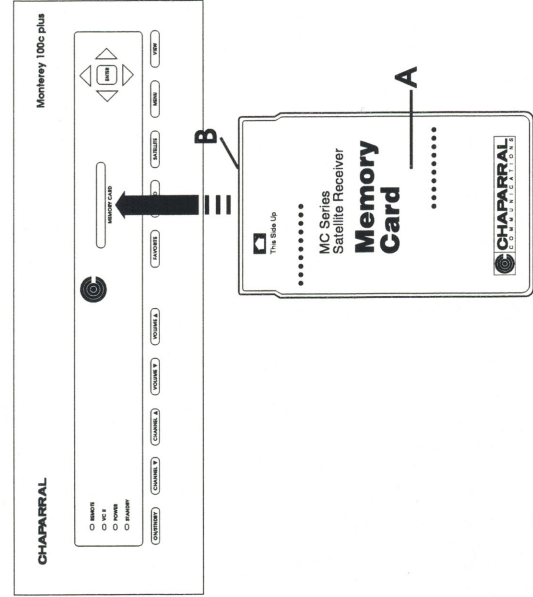 CHAPARRAL
Monterey 100c plus
REMOTE
VC II
POWER
STANDBY
MEMORY CARD
ENTER
ON/STNDBY
CHANNEL ▼
CHANNEL ▲
VOLUME ▼
VOLUME ▲
FAVORITE
SATELLITE
MENU
VIEW
B
This Side Up
MC Series
Satellite Receiver
Memory
Card
A
CHAPARRAL
COMMUNICATIONS